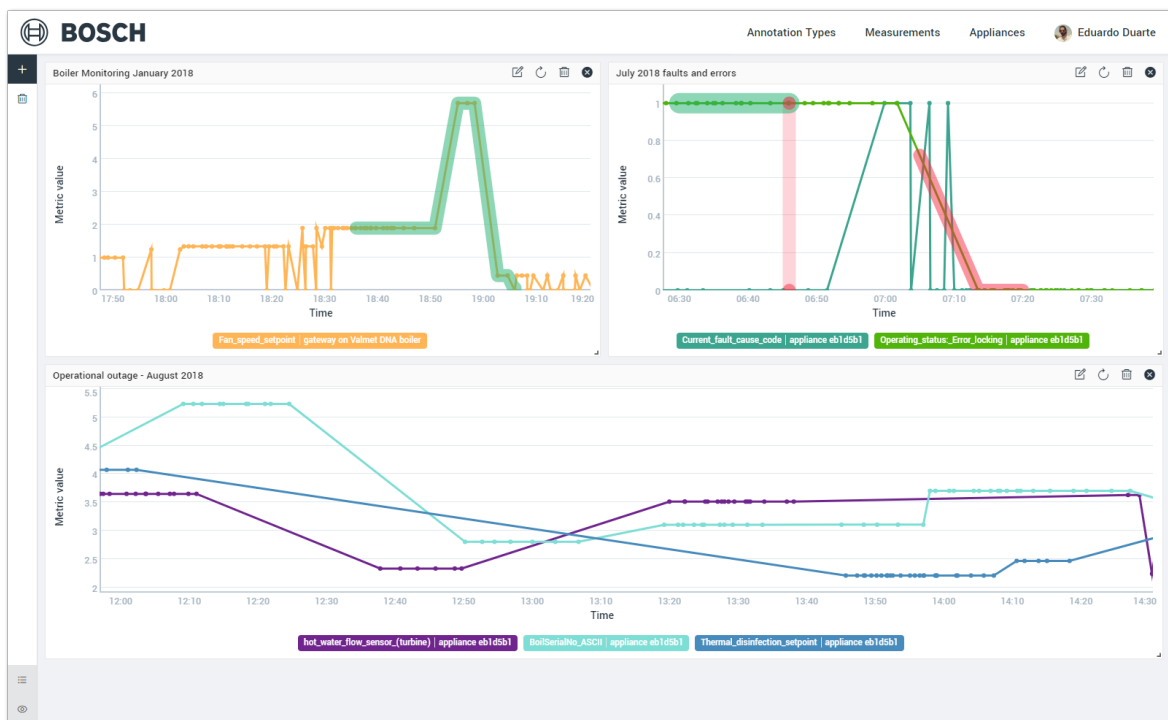 BOSCH
Annotation Types Measurements Appliances Eduardo Duarte
+
Boiler Monitoring January 2018
6
5
4
3
2
1
0
Metric value
17:50 18:00 18:10 18:20 18:30 18:40 18:50 19:00 19:10 19:20
Time
Fan_speed_setpoint | gateway on Valmet DNA boiler
July 2018 faults and errors
1
0.8
0.6
0.4
0.2
0
Metric value
06:30 06:40 06:50 07:00 07:10 07:20 07:30
Time
Current_fault_cause_code | appliance eb1d5b1 Operating_status:_Error_locking | appliance eb1d5b1
Operational outage - August 2018
5.5
5
4.5
4
3.5
3
2.5
2
Metric value
12:00 12:10 12:20 12:30 12:40 12:50 13:00 13:10 13:20 13:30 13:40 13:50 14:00 14:10 14:20 14:30
Time
hot_water_flow_sensor_(turbine) | appliance eb1d5b1 BoilSerialNo_ASCII | appliance eb1d5b1 Thermal_disinfection_setpoint | appliance eb1d5b1